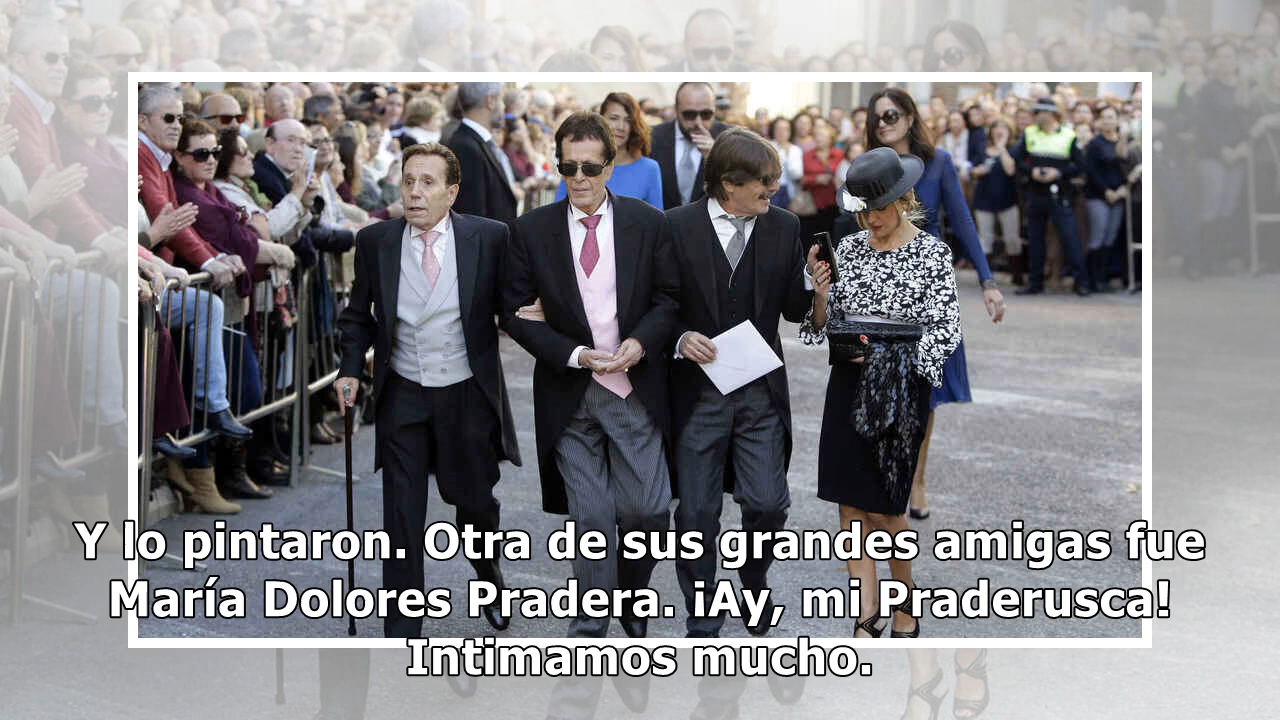 Y lo pintaron. Otra de sus grandes amigas fue
María Dolores Pradera. ¡Ay, mi Praderusca!
Intimamos mucho.